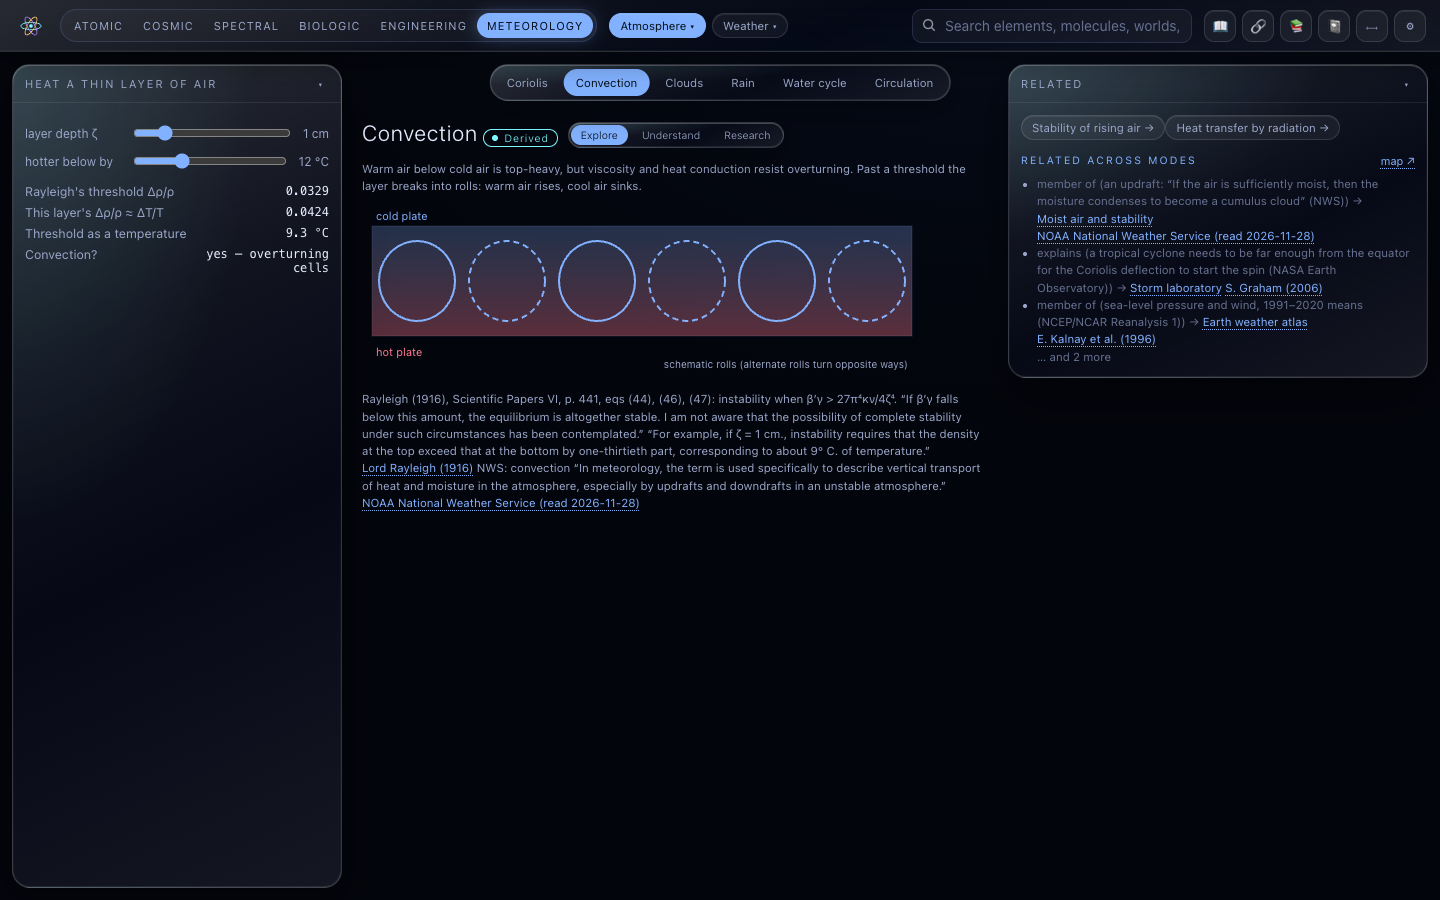 ATOMIC COSMIC SPECTRAL BIOLOGIC ENGINEERING METEOROLOGY Atmosphere ▾ Weather ▾ Search elements, molecules, worlds,
HEAT A THIN LAYER OF AIR
layer depth ζ 1 cm
hotter below by 12 °C
Rayleigh's threshold Δρ/ρ 0.0329
This layer's Δρ/ρ ≈ ΔT/T 0.0424
Threshold as a temperature 9.3 °C
Convection? yes — overturning
cells
Coriolis Convection Clouds Rain Water cycle Circulation
Convection Derived Explore Understand Research
Warm air below cold air is top-heavy, but viscosity and heat conduction resist overturning. Past a threshold the
layer breaks into rolls: warm air rises, cool air sinks.
cold plate
hot plate
schematic rolls (alternate rolls turn opposite ways)
Rayleigh (1916), Scientific Papers VI, p. 441, eqs (44), (46), (47): instability when β′γ > 27π⁴κν/4ζ⁴. “If β′γ falls
below this amount, the equilibrium is altogether stable. I am not aware that the possibility of complete stability
under such circumstances has been contemplated.” “For example, if ζ = 1 cm., instability requires that the density
at the top exceed that at the bottom by one-thirtieth part, corresponding to about 9° C. of temperature.”
Lord Rayleigh (1916) NWS: convection “In meteorology, the term is used specifically to describe vertical transport
of heat and moisture in the atmosphere, especially by updrafts and downdrafts in an unstable atmosphere.”
NOAA National Weather Service (read 2026-11-28)
RELATED
Stability of rising air → Heat transfer by radiation →
RELATED ACROSS MODES map ↗
member of (an updraft: “If the air is sufficiently moist, then the
moisture condenses to become a cumulus cloud” (NWS)) →
Moist air and stability
NOAA National Weather Service (read 2026-11-28)
explains (a tropical cyclone needs to be far enough from the equator
for the Coriolis deflection to start the spin (NASA Earth
Observatory)) → Storm laboratory S. Graham (2006)
member of (sea-level pressure and wind, 1991–2020 means
(NCEP/NCAR Reanalysis 1)) → Earth weather atlas
E. Kalnay et al. (1996)
… and 2 more